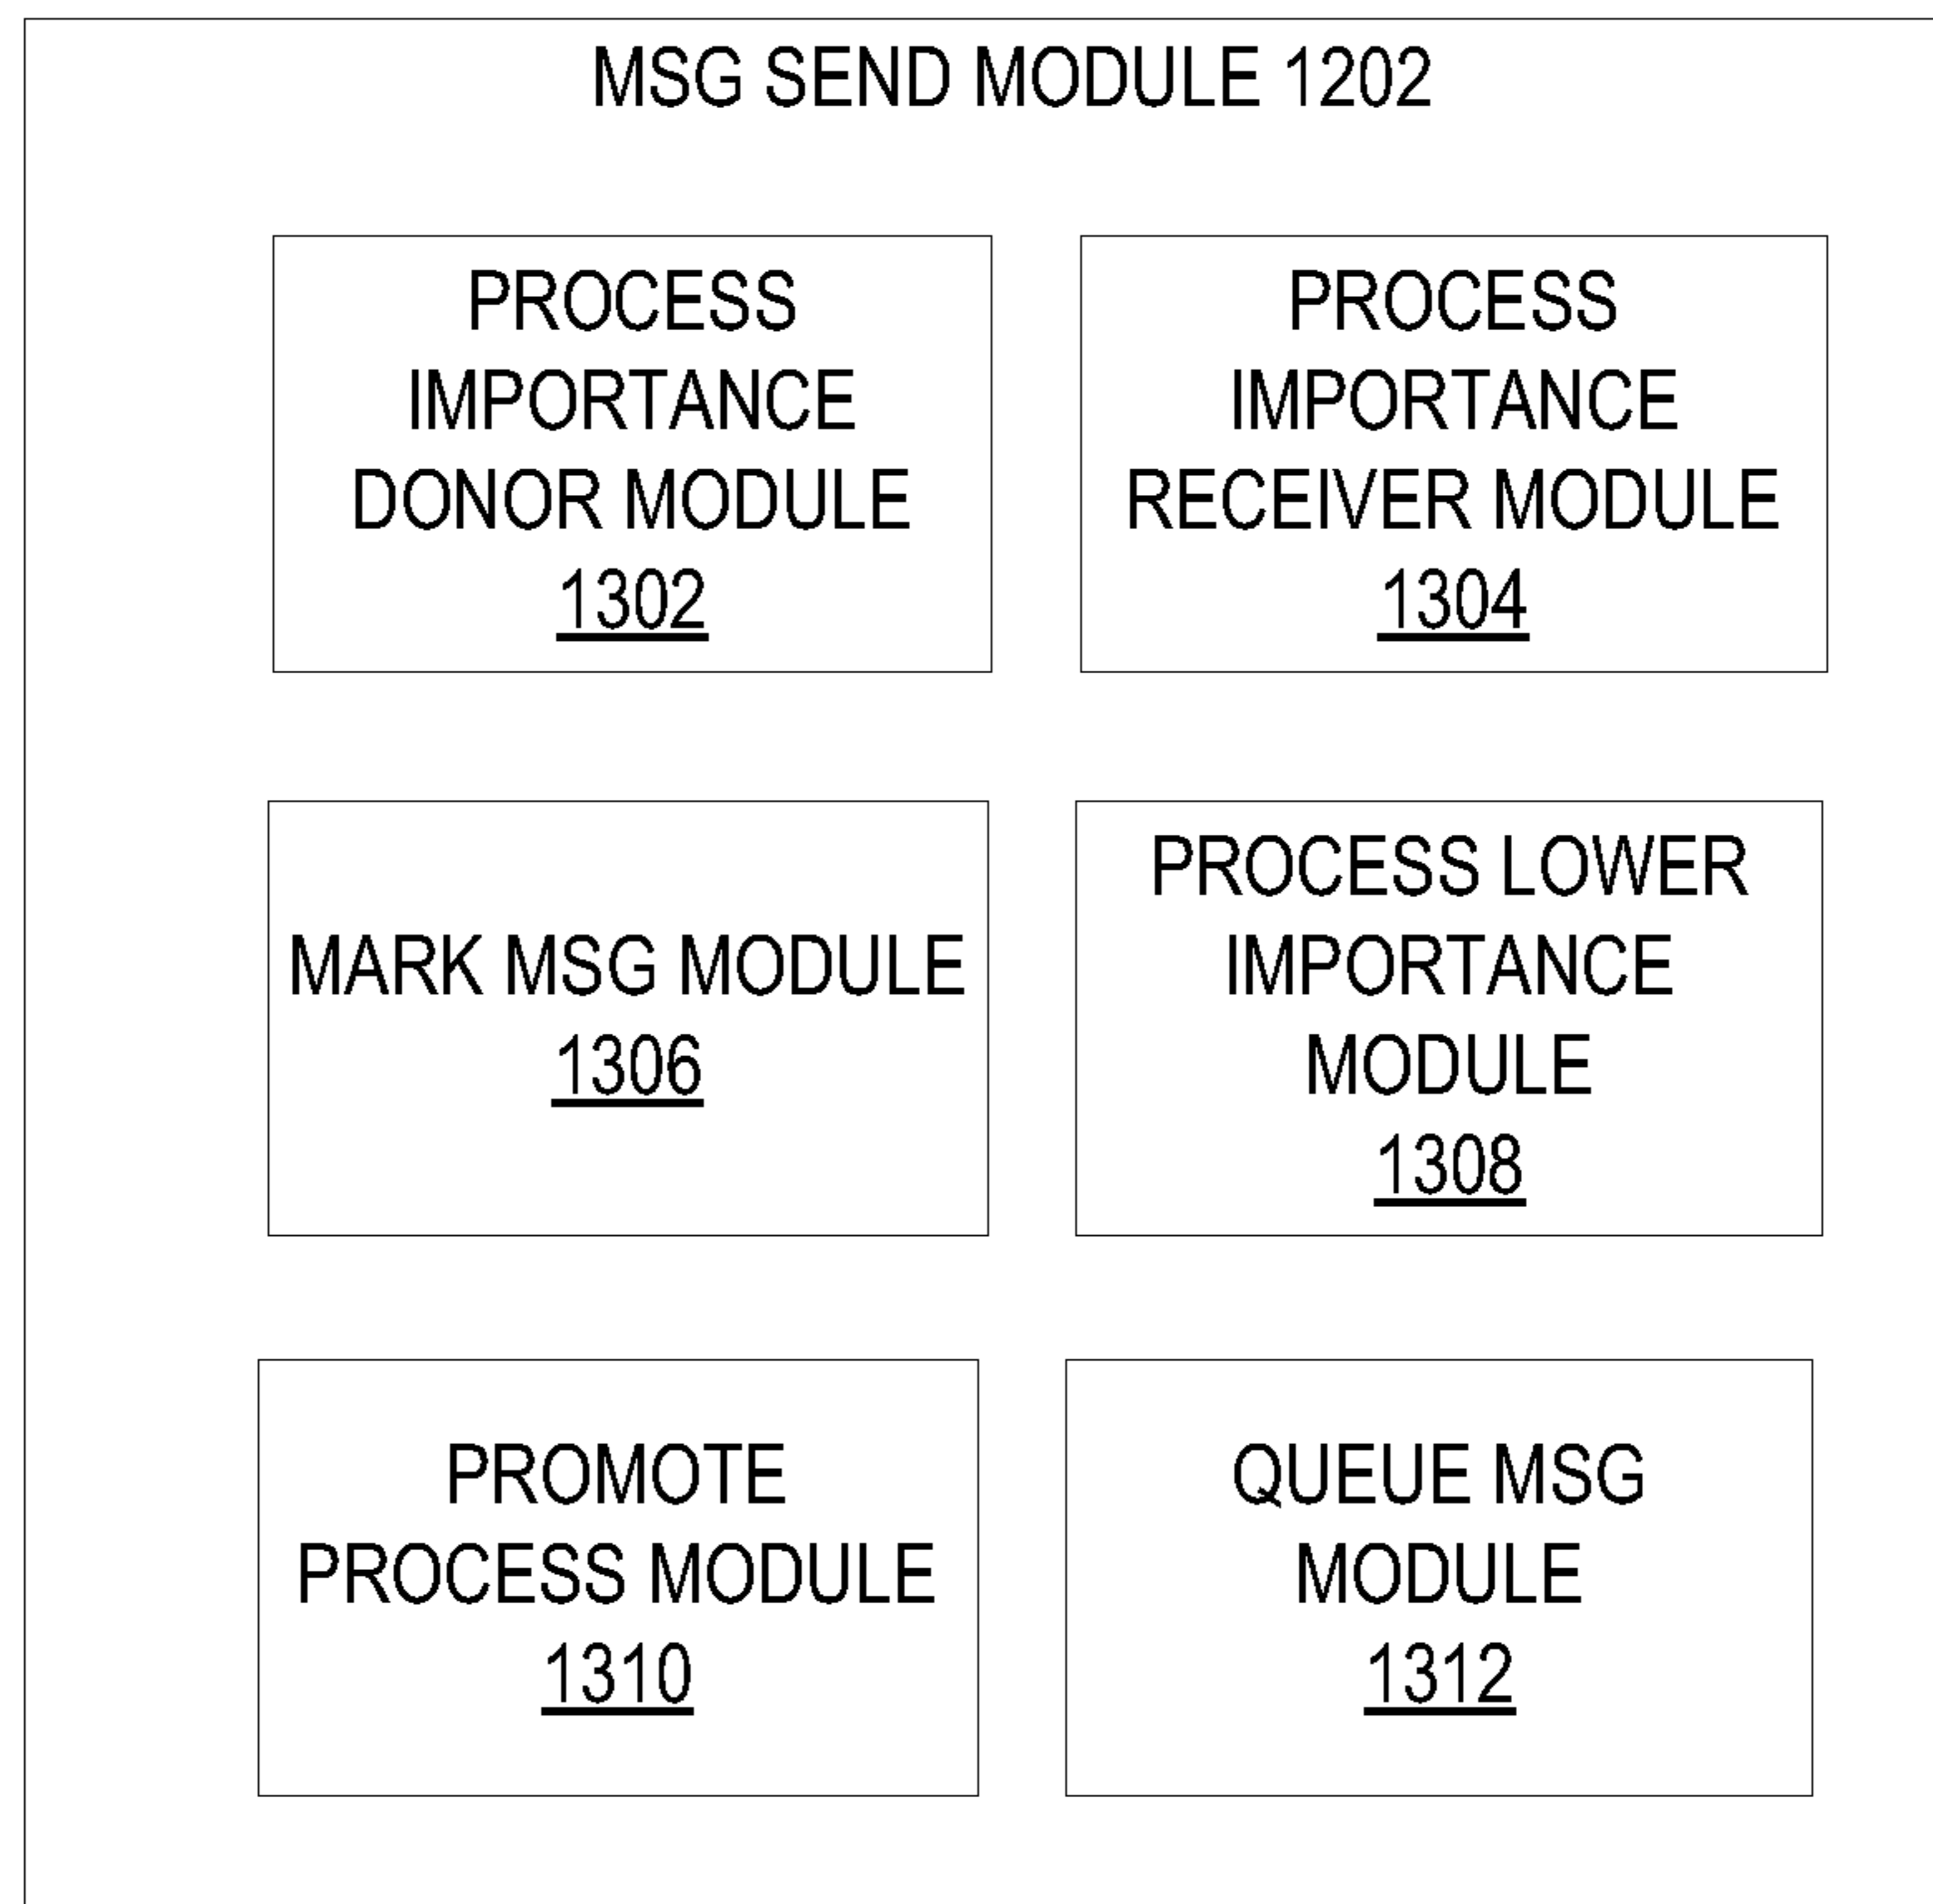 MSG SEND MODULE 1202
PROCESS
IMPORTANCE
DONOR MODULE
1302
PROCESS
IMPORTANCE
RECEIVER MODULE
1304
MARK MSG MODULE
1306
PROCESS LOWER
IMPORTANCE
MODULE
1308
PROMOTE
PROCESS MODULE
1310
QUEUE MSG
MODULE
1312